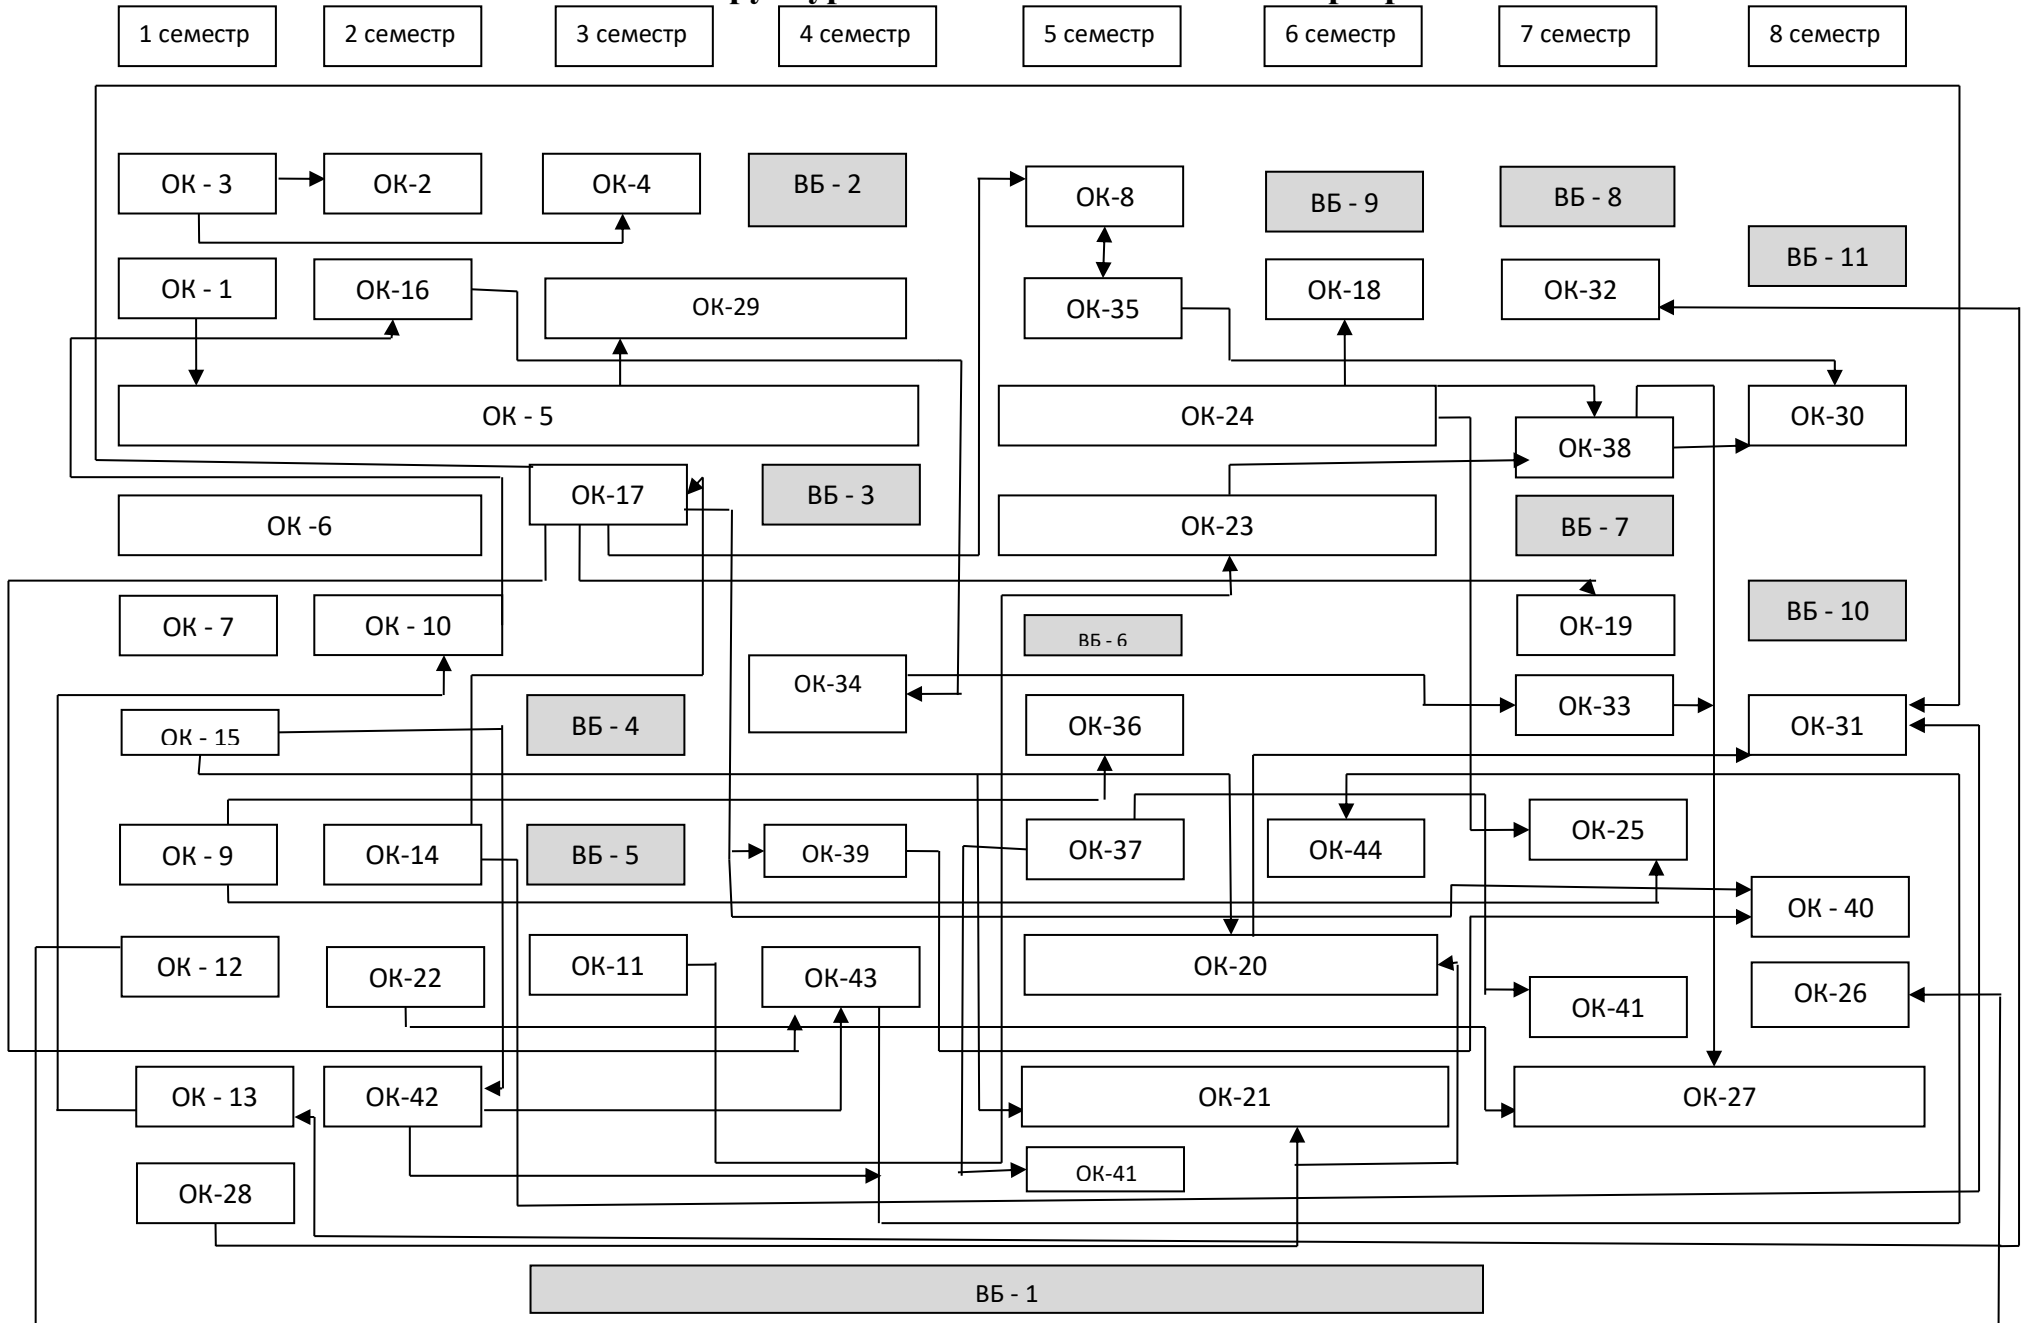 1 семестр
2 семестр
3 семестр
4 семестр
5 семестр
6 семестр
7 семестр
8 семестр
ОК - 3
ОК-2
ОК-4
ВБ - 2
ОК-8
ВБ - 9
ВБ - 8
ВБ - 11
ОК - 1
ОК-16
ОК-29
ОК-35
ОК-18
ОК-32
ОК - 5
ОК-24
ОК-38
ОК-30
ОК-17
ВБ - 3
ОК -6
ОК-23
ВБ - 7
ОК - 7
ОК - 10
ВБ - 6
ОК-19
ВБ - 10
ОК-34
ОК - 15
ВБ - 4
ОК-36
ОК-33
ОК-31
ОК - 9
ОК-14
ВБ - 5
ОК-39
ОК-37
ОК-44
ОК-25
ОК - 40
ОК - 12
ОК-22
ОК-11
ОК-43
ОК-20
ОК-41
ОК-26
ОК - 13
ОК-42
ОК-21
ОК-27
ОК-28
ОК-41
ВБ - 1